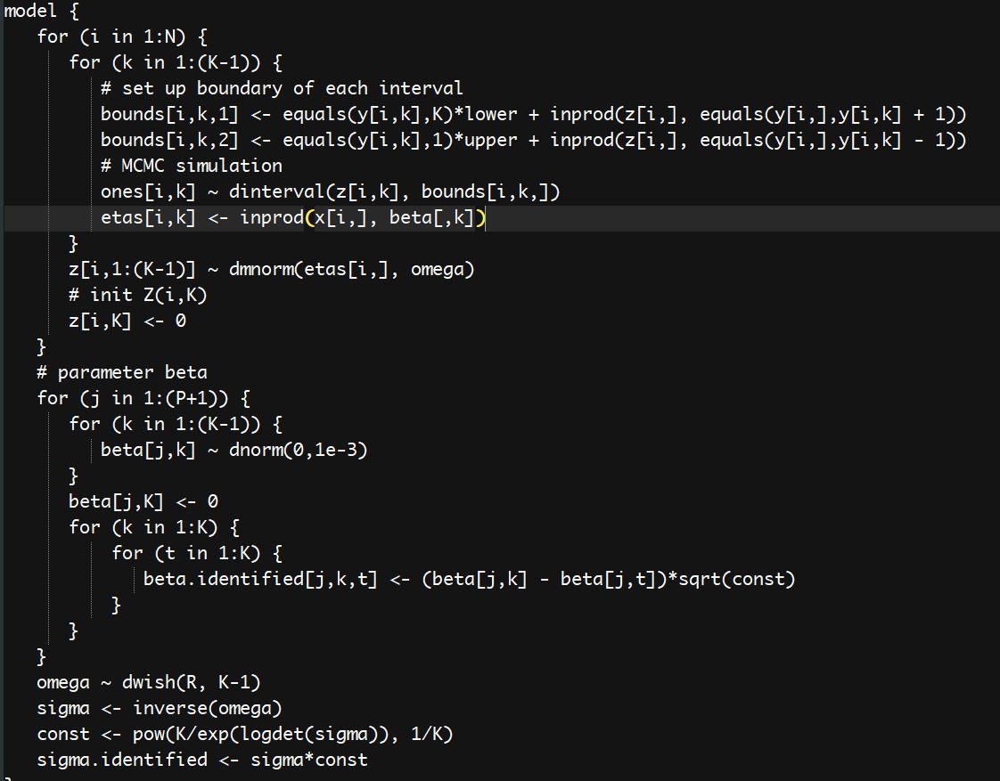 model {
   for (i in 1:N) {
      for (k in 1:(K-1)) {
         # set up boundary of each interval
         bounds[i,k,1] <- equals(y[i,k],K)*lower + inprod(z[i,], equals(y[i,],y[i,k] + 1))
         bounds[i,k,2] <- equals(y[i,k],1)*upper + inprod(z[i,], equals(y[i,],y[i,k] - 1))
         # MCMC simulation
         ones[i,k] ~ dinterval(z[i,k], bounds[i,k,])
         etas[i,k] <- inprod(x[i,], beta[,k])
      }
      z[i,1:(K-1)] ~ dmnorm(etas[i,], omega)
      # init Z(i,K)
      z[i,K] <- 0
   }
   # parameter beta
   for (j in 1:(P+1)) {
      for (k in 1:(K-1)) {
         beta[j,k] ~ dnorm(0,1e-3)
      }
      beta[j,K] <- 0
      for (k in 1:K) {
          for (t in 1:K) {
             beta.identified[j,k,t] <- (beta[j,k] - beta[j,t])*sqrt(const)
          }
      }
   }
   omega ~ dwish(R, K-1)
   sigma <- inverse(omega)
   const <- pow(K/exp(logdet(sigma)), 1/K)
   sigma.identified <- sigma*const